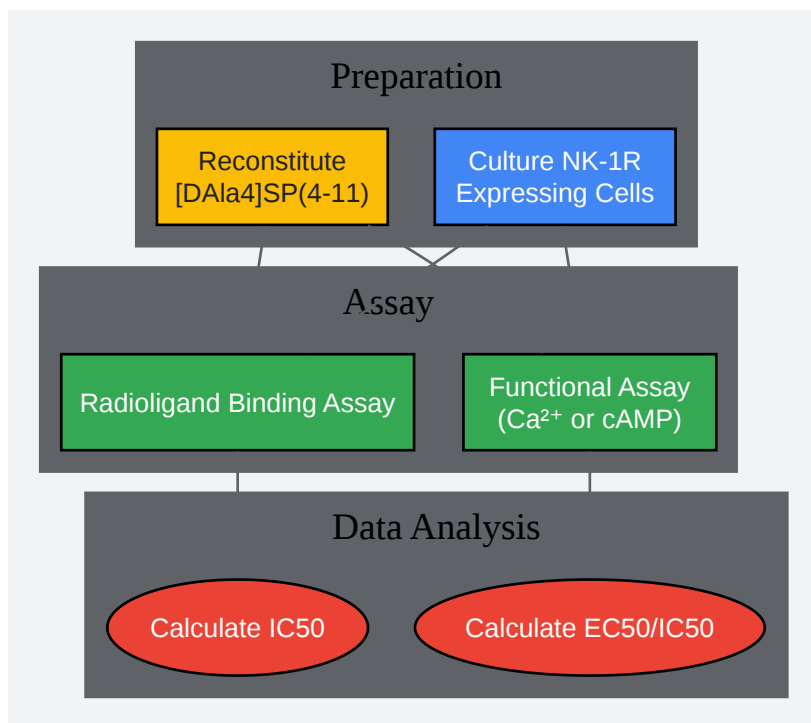 Preparation
Reconstitute
[DAla4]SP(4-11)
Culture NK-1R
Expressing Cells
Assay
Radioligand Binding Assay
Functional Assay
(Ca²⁺ or cAMP)
Data Analysis
Calculate IC50
Calculate EC50/IC50